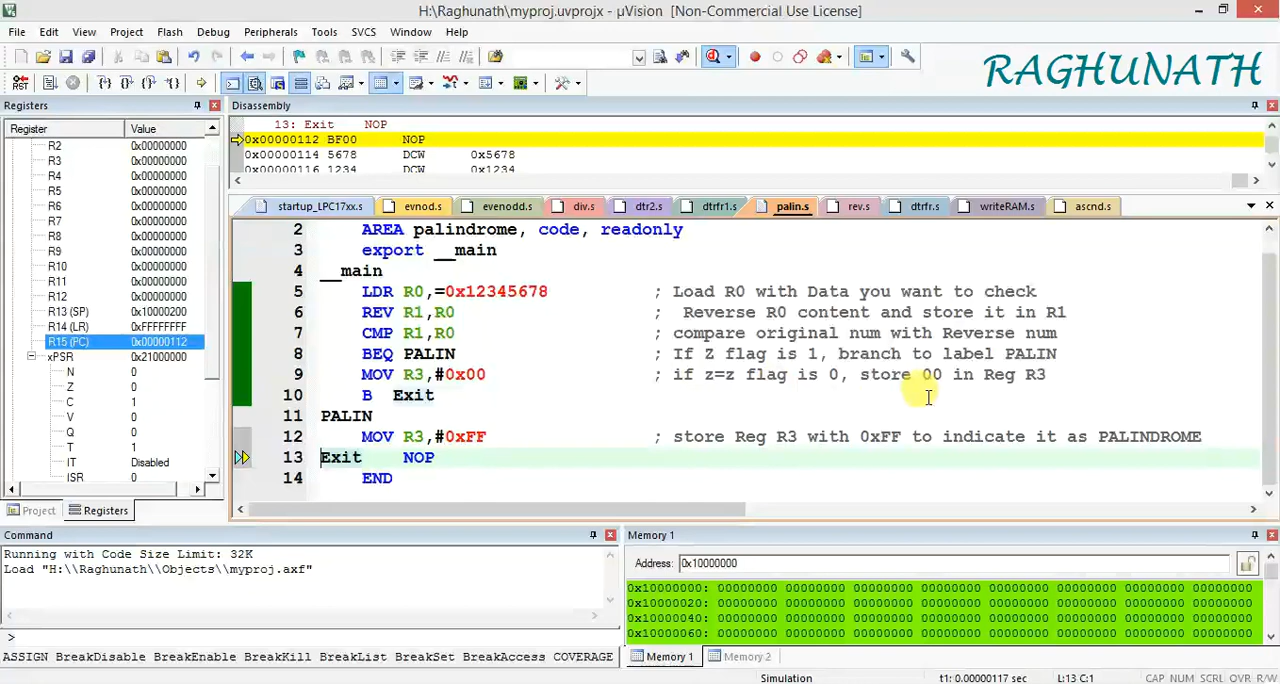 H:\Raghunath\myproj.uvprojx - µVision [Non-Commercial Use License]
File Edit View Project Flash Debug Peripherals Tools SVCS Window Help
RAGHUNATH
Registers
Register Value
R2 0x00000000
R3 0x00000000
R4 0x00000000
R5 0x00000000
R6 0x00000000
R7 0x00000000
R8 0x00000000
R9 0x00000000
R10 0x00000000
R11 0x00000000
R12 0x00000000
R13 (SP) 0x10000200
R14 (LR) 0xFFFFFFFF
R15 (PC) 0x00000112
xPSR 0x21000000
N 0
Z 0
C 1
V 0
Q 0
T 1
IT Disabled
ISR 0
Project Registers
Disassembly
13: Exit NOP
0x00000112 BF00 NOP
0x00000114 5678 DCW 0x5678
0x00000116 1234 DCW 0x1234
startup_LPC17xx.s evnod.s evenodd.s div.s dtr2.s dtrfr1.s palin.s rev.s dtrfr.s writeRAM.s ascnd.s
2 AREA palindrome, code, readonly
3 export __main
4 __main
5 LDR R0,=0x12345678 ; Load R0 with Data you want to check
6 REV R1,R0 ; Reverse R0 content and store it in R1
7 CMP R1,R0 ; compare original num with Reverse num
8 BEQ PALIN ; If Z flag is 1, branch to label PALIN
9 MOV R3,#0x00 ; if z=z flag is 0, store 00 in Reg R3
10 B Exit
11 PALIN
12 MOV R3,#0xFF ; store Reg R3 with 0xFF to indicate it as PALINDROME
13 Exit NOP
14 END
Command
Running with Code Size Limit: 32K
Load "H:\\Raghunath\\Objects\\myproj.axf"
>
ASSIGN BreakDisable BreakEnable BreakKill BreakList BreakSet BreakAccess COVERAGE
Memory 1
Address: 0x10000000
0x10000000: 00000000 00000000 00000000 00000000 00000000 00000000 00000000 00000000
0x10000020: 00000000 00000000 00000000 00000000 00000000 00000000 00000000 00000000
0x10000040: 00000000 00000000 00000000 00000000 00000000 00000000 00000000 00000000
0x10000060: 00000000 00000000 00000000 00000000 00000000 00000000 00000000 00000000
Memory 1 Memory 2
Simulation t1: 0.00000117 sec L:13 C:1 CAP NUM SCRL OVR R/W